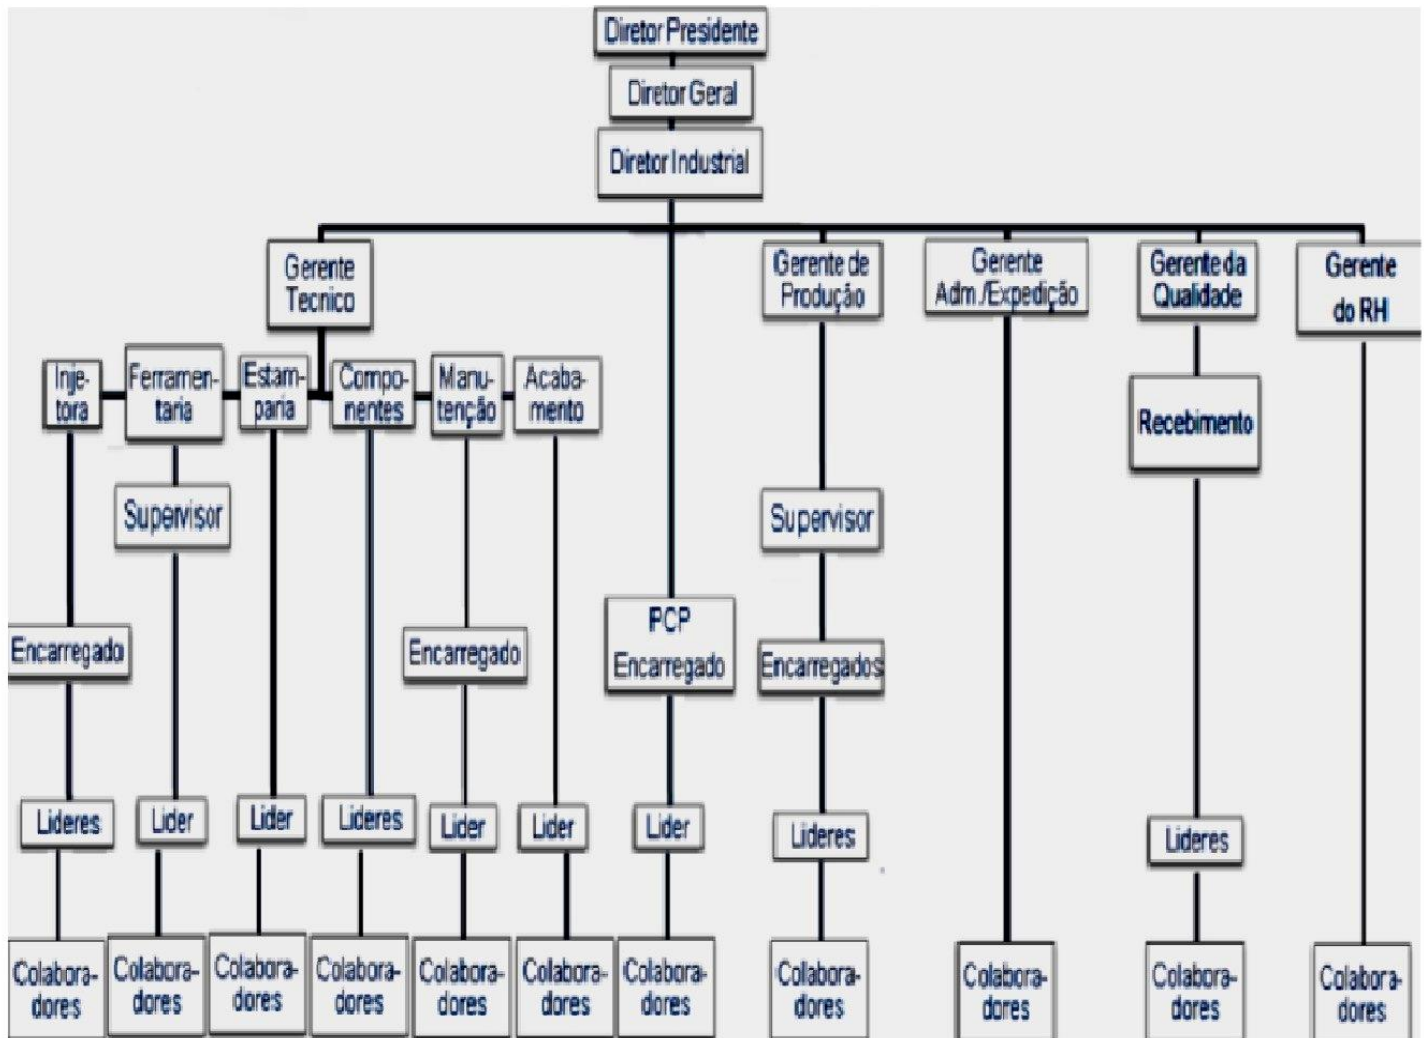 Diretor Presidente
Diretor Geral
Diretor Industrial
Gerente
Tecnico
Gerente de
Produção
Gerente
Adm./Expedição
Gerente da
Qualidade
Gerente
do RH
Inje-
tora
Ferramen-
taria
Estam-
paria
Compo-
nentes
Manu-
tenção
Acaba-
mento
Recebimento
Supervisor
Supervisor
Encarregado
Encarregado
PCP
Encarregado
Encarregados
Lideres
Lider
Lider
Lideres
Lider
Lider
Lider
Lideres
Lideres
Colabora-
dores
Colabora-
dores
Colabora-
dores
Colabora-
dores
Colabora-
dores
Colabora-
dores
Colabora-
dores
Colabora-
dores
Colabora-
dores
Colabora-
dores
Colabora-
dores